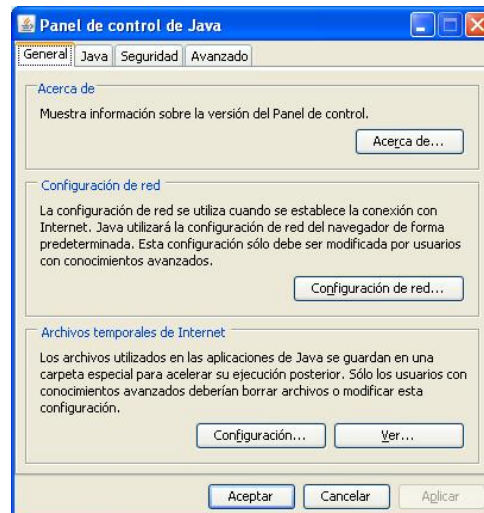 Panel de control de Java
General Java Seguridad Avanzado
Acerca de
Muestra información sobre la versión del Panel de control.
Acerca de...
Configuración de red
La configuración de red se utiliza cuando se establece la conexión con
Internet. Java utilizará la configuración de red del navegador de forma
predeterminada. Esta configuración sólo debe ser modificada por usuarios
con conocimientos avanzados.
Configuración de red...
Archivos temporales de Internet
Los archivos utilizados en las aplicaciones de Java se guardan en una
carpeta especial para acelerar su ejecución posterior. Sólo los usuarios con
conocimientos avanzados deberían borrar archivos o modificar esta
configuración.
Configuración... Ver...
Aceptar Cancelar Aplicar